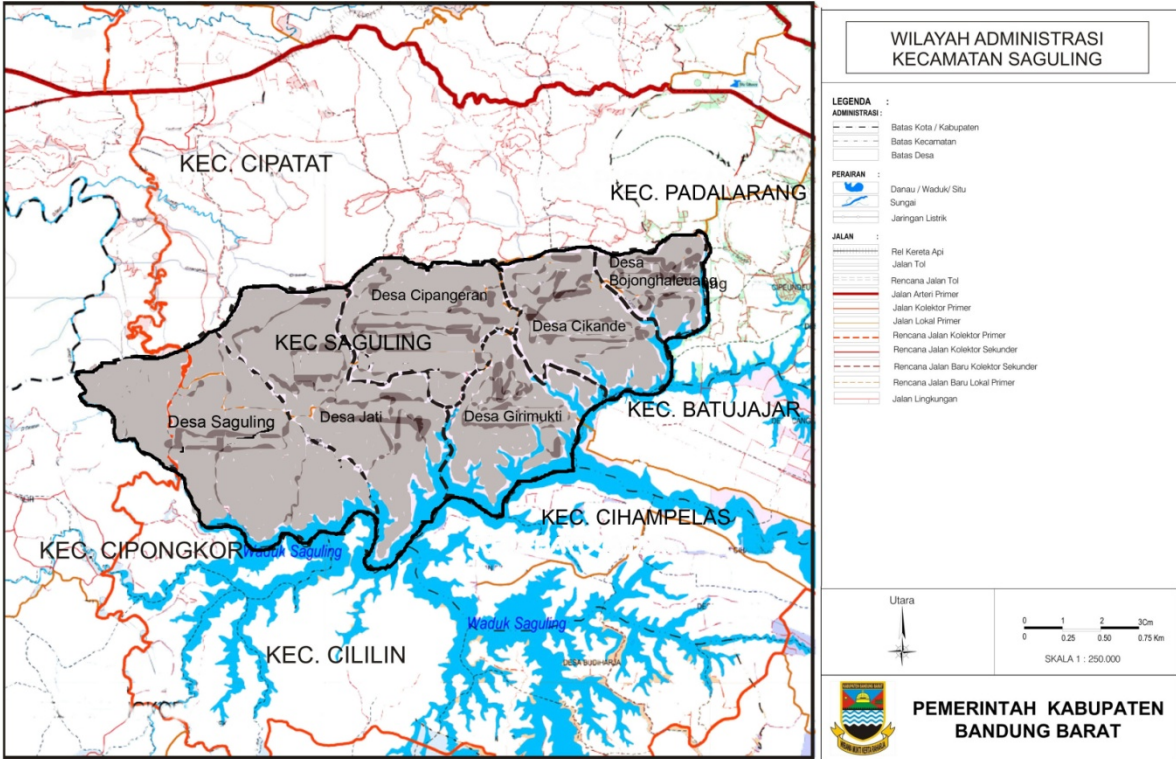 KEC. CIPATAT
KEC. PADALARANG
Desa
Bojonghaleuang
Desa Cipangeran
Desa Cikande
KEC SAGULING
KEC. BATUJAJAR
Desa Saguling
Desa Jati
Desa Girimukti
KEC. CIHAMPELAS
KEC. CIPONGKOR
Waduk Saguling
Waduk Saguling
KEC. CILILIN
DESA BUDIHARJA
WILAYAH ADMINISTRASI
KECAMATAN SAGULING
LEGENDA :
ADMINISTRASI :
Batas Kota / Kabupaten
Batas Kecamatan
Batas Desa
PERAIRAN :
Danau / Waduk/ Situ
Sungai
Jaringan Listrik
JALAN :
Rel Kereta Api
Jalan Tol
Rencana Jalan Tol
Jalan Arteri Primer
Jalan Kolektor Primer
Jalan Lokal Primer
Rencana Jalan Kolektor Primer
Rencana Jalan Kolektor Sekunder
Rencana Jalan Baru Kolektor Sekunder
Rencana Jalan Baru Lokal Primer
Jalan Lingkungan
Utara
0 1 2 3Cm
0 0.25 0.50 0.75 Km
SKALA 1 : 250.000
PEMERINTAH KABUPATEN
BANDUNG BARAT